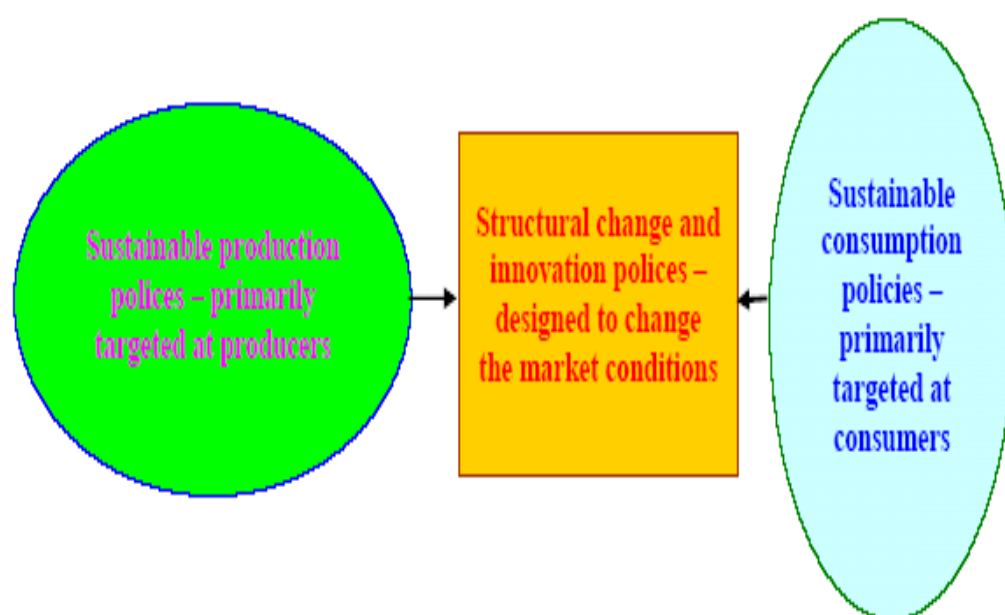 Sustainable production
polices – primarily
targeted at producers
Structural change and
innovation polices –
designed to change
the market conditions
Sustainable
consumption
policies –
primarily
targeted at
consumers